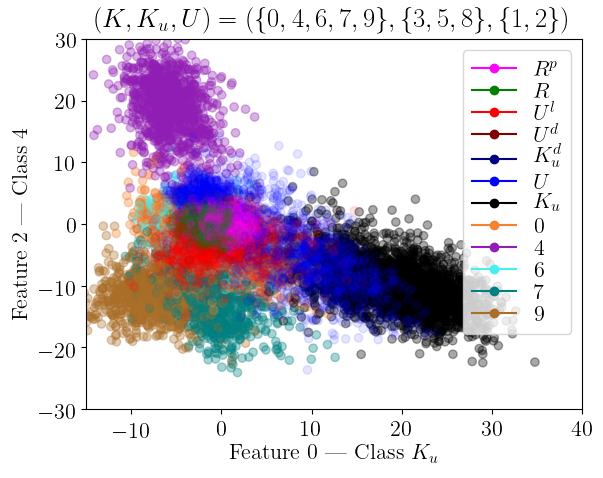 (K, K_u, U) = ({0, 4, 6, 7, 9}, {3, 5, 8}, {1, 2})
30
20
10
0
−10
−20
−30
Feature 2 — Class 4
R^p
R
U^l
U^d
K_u^d
U
K_u
0
4
6
7
9
−10
0
10
20
30
40
Feature 0 — Class K_u